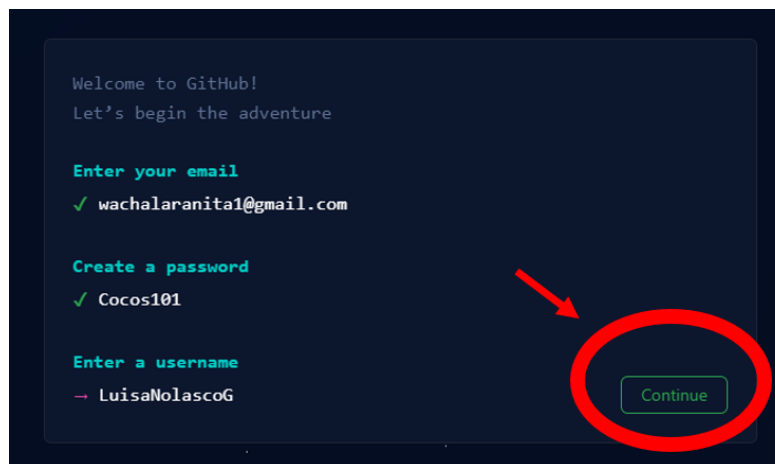 Welcome to GitHub!
Let’s begin the adventure
Enter your email
✓ wachalaranita1@gmail.com
Create a password
✓ Cocos101
Enter a username
→ LuisaNolascoG
Continue